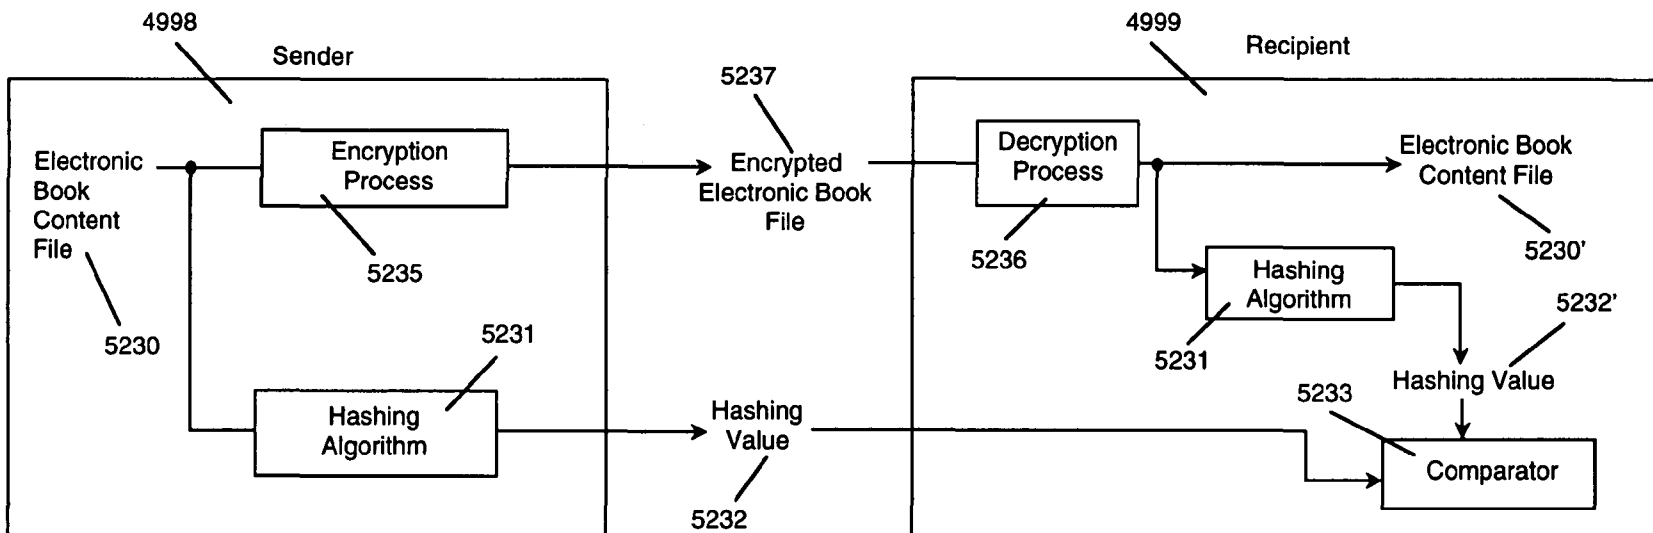 4998
Sender
4999
Recipient
5237
Electronic
Book
Content
File
5230
Encryption
Process
5235
Encrypted
Electronic Book
File
Decryption
Process
5236
Electronic Book
Content File
5230'
Hashing
Algorithm
5231
5232'
Hashing Value
5231
Hashing
Algorithm
Hashing
Value
5232
5233
Comparator